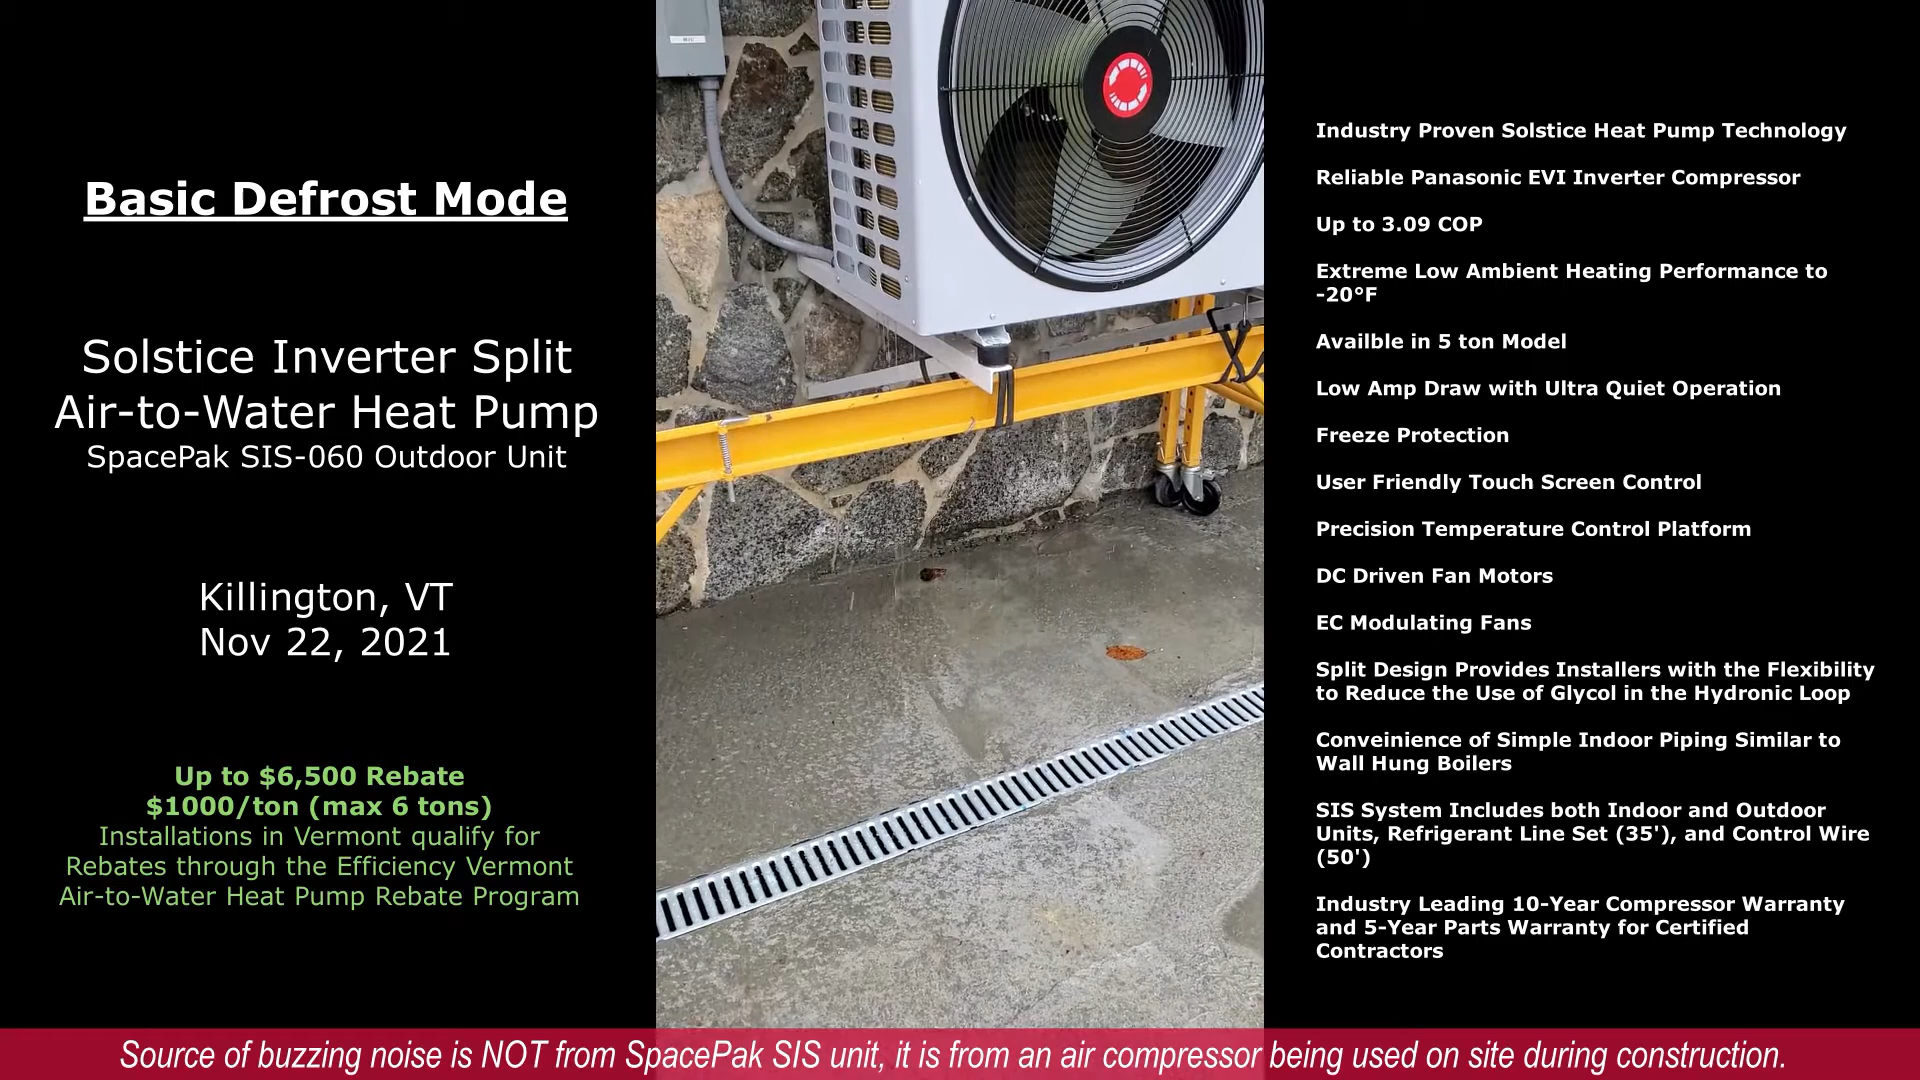 Basic Defrost Mode
Solstice Inverter Split
Air-to-Water Heat Pump
SpacePak SIS-060 Outdoor Unit
Killington, VT
Nov 22, 2021
Up to $6,500 Rebate
$1000/ton (max 6 tons)
Installations in Vermont qualify for
Rebates through the Efficiency Vermont
Air-to-Water Heat Pump Rebate Program
Industry Proven Solstice Heat Pump Technology
Reliable Panasonic EVI Inverter Compressor
Up to 3.09 COP
Extreme Low Ambient Heating Performance to
-20°F
Availble in 5 ton Model
Low Amp Draw with Ultra Quiet Operation
Freeze Protection
User Friendly Touch Screen Control
Precision Temperature Control Platform
DC Driven Fan Motors
EC Modulating Fans
Split Design Provides Installers with the Flexibility
to Reduce the Use of Glycol in the Hydronic Loop
Conveinience of Simple Indoor Piping Similar to
Wall Hung Boilers
SIS System Includes both Indoor and Outdoor
Units, Refrigerant Line Set (35'), and Control Wire
(50')
Industry Leading 10-Year Compressor Warranty
and 5-Year Parts Warranty for Certified
Contractors
Source of buzzing noise is NOT from SpacePak SIS unit, it is from an air compressor being used on site during construction.